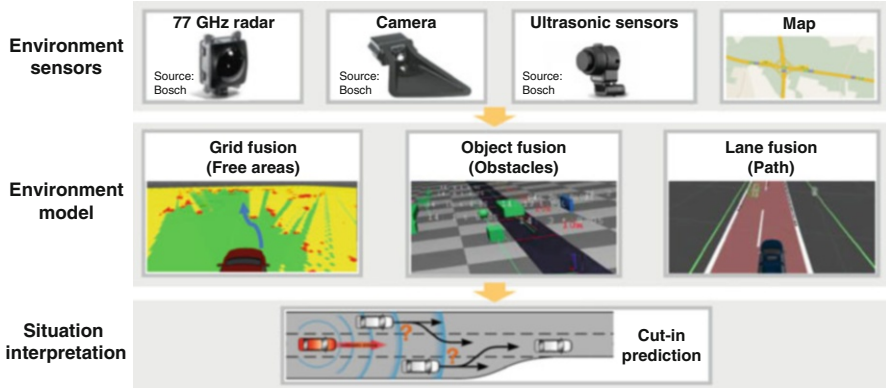 Environment
sensors
77 GHz radar
Source:
Bosch
Camera
Source:
Bosch
Ultrasonic sensors
Source:
Bosch
Map
Environment
model
Grid fusion
(Free areas)
Object fusion
(Obstacles)
Lane fusion
(Path)
Situation
interpretation
?
?
Cut-in
prediction